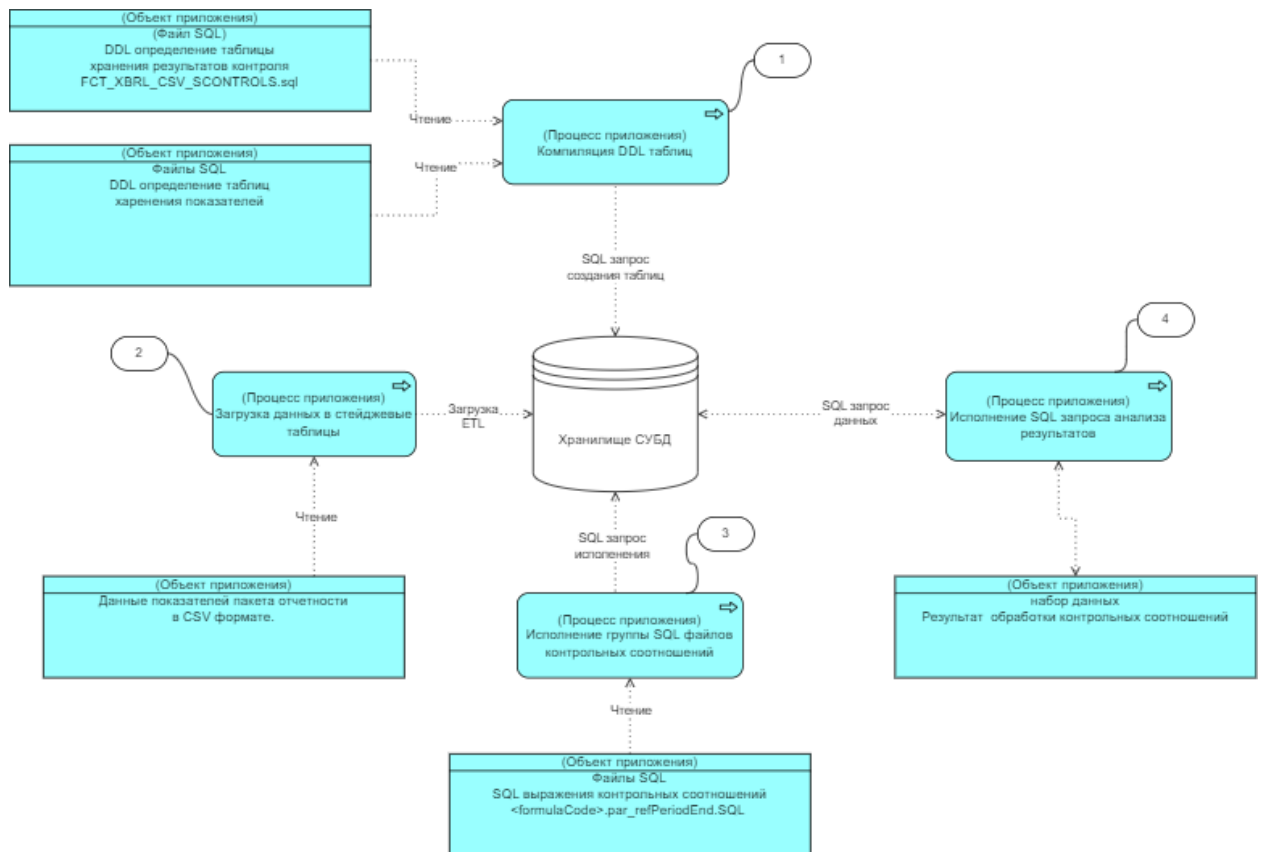 (Объект приложения)
(Файл SQL)
DDL определение таблицы
хранения результатов контроля
FCT_XBRL_CSV_SCONTROLS.sql
1
Чтение
(Процесс приложения)
Компиляция DDL таблиц
(Объект приложения)
Файлы SQL
DDL определение таблиц
харенения показателей
Чтение
SQL запрос
создания таблиц
2
4
(Процесс приложения)
Загрузка данных в стейджевые
таблицы
Загрузка
ETL
Хранилище СУБД
SQL запрос
данных
(Процесс приложения)
Исполнение SQL запроса анализа
результатов
Чтение
SQL запрос
исполенения
3
(Объект приложения)
Данные показателей пакета отчетности
в CSV формате.
(Процесс приложения)
Исполнение группы SQL файлов
контрольных соотношений
(Объект приложения)
набор данных
Результат обработки контрольных соотношений
Чтение
(Объект приложения)
Файлы SQL
SQL выражения контрольных соотношений
<formulaCode>.par_refPeriodEnd.SQL